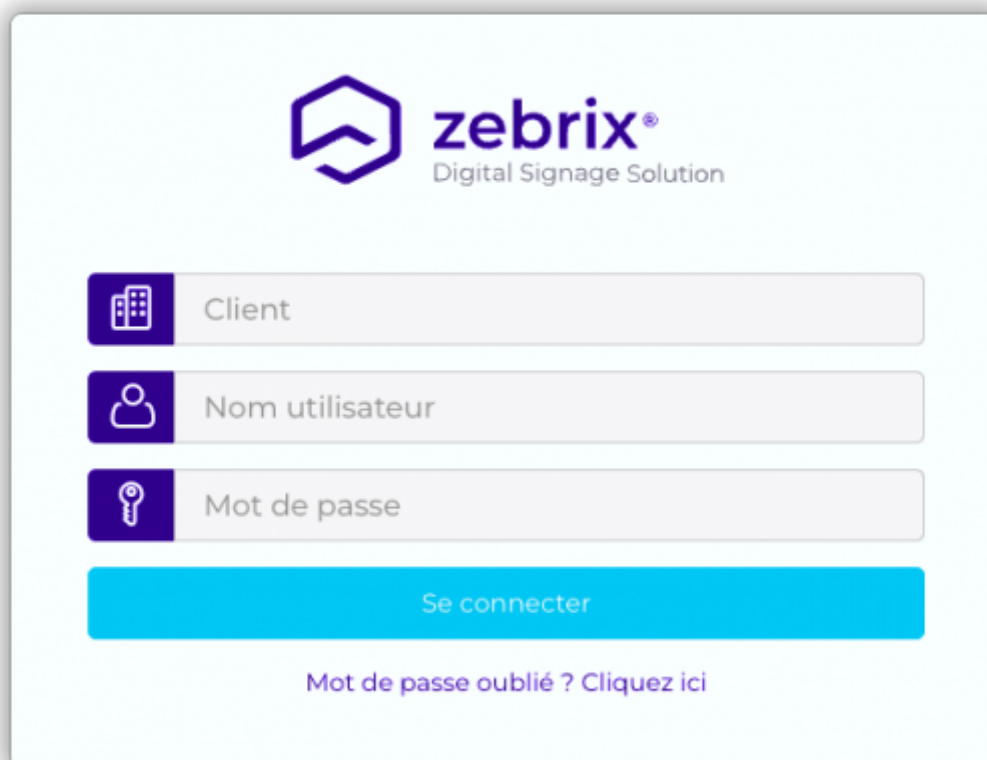 zebrix®
Digital Signage Solution
Client
Nom utilisateur
Mot de passe
Se connecter
Mot de passe oublié ? Cliquez ici